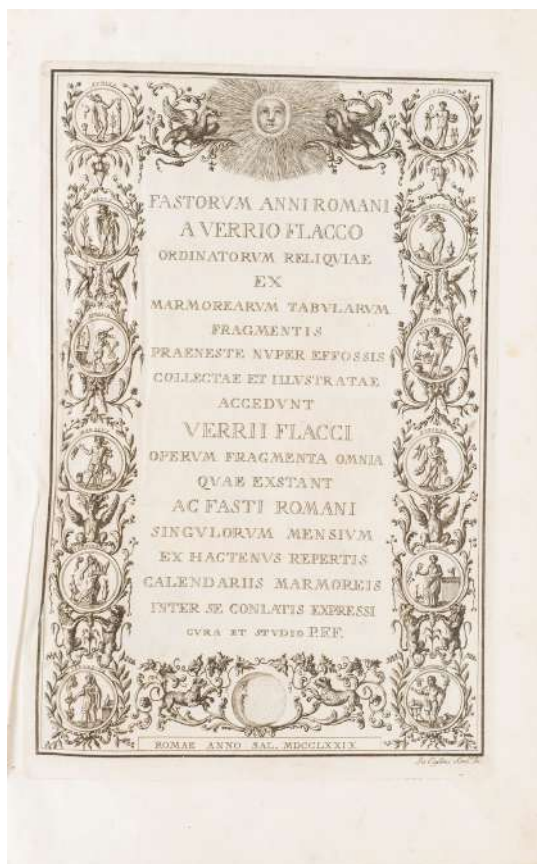 FASTORVM ANNI ROMANI
A VERRIO FLACCO
ORDINATORVM RELIQVIAE
EX
MARMOREARVM TABVLARVM
FRAGMENTIS
PRAENESTE NVPER EFFOSSIS
COLLECTAE ET ILLVSTRATAE
ACCEDVNT
VERRII FLACCI
OPERVM FRAGMENTA OMNIA
QVAE EXSTANT
AC FASTI ROMANI
SINGVLORVM MENSIVM
EX HACTENVS REPERTIS
CALENDARIIS MARMOREIS
INTER SE CONLATIS EXPRESSI
CVRA ET STVDIO P.F.F.
ROMAE ANNO SAL. MDCCLXXIX